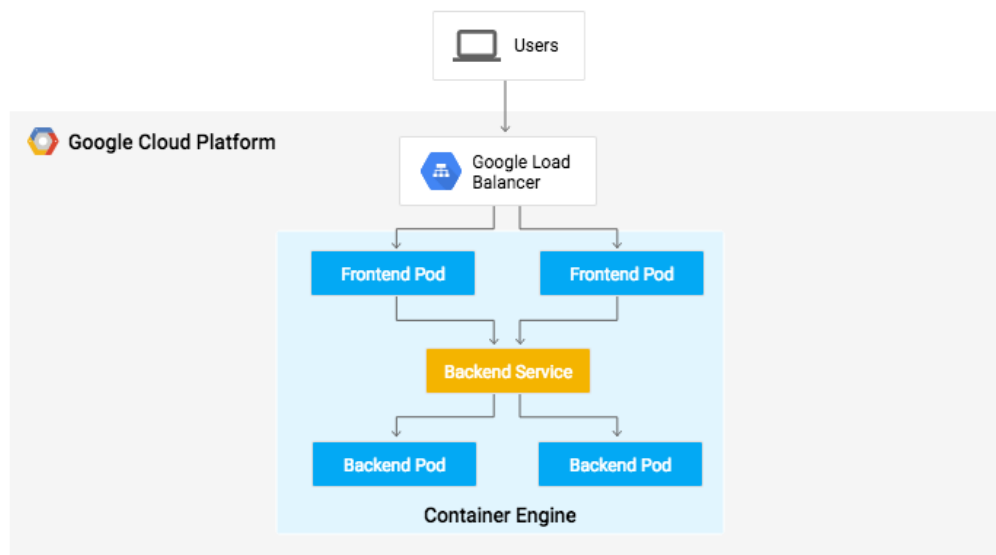 Users
Google Cloud Platform
Google Load
Balancer
Frontend Pod
Frontend Pod
Backend Service
Backend Pod
Backend Pod
Container Engine